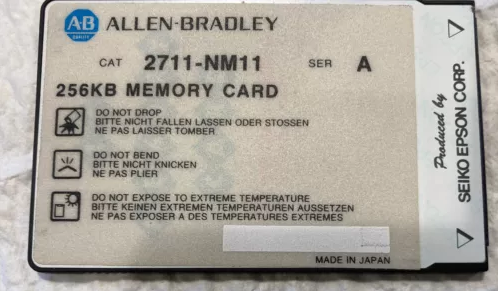 AB
ALLEN-BRADLEY
CAT 2711-NM11 SER A
256KB MEMORY CARD
DO NOT DROP
BITTE NICHT FALLEN LASSEN ODER STOSSEN
NE PAS LAISSER TOMBER
DO NOT BEND
BITTE NICHT KNICKEN
NE PAS PLIER
DO NOT EXPOSE TO EXTREME TEMPERATURE
BITTE KEINEN EXTREMEN TEMPERATUREN AUSSETZEN
NE PAS EXPOSER A DES TEMPERATURES EXTREMES
MADE IN JAPAN
Produced by
SEIKO EPSON CORP.